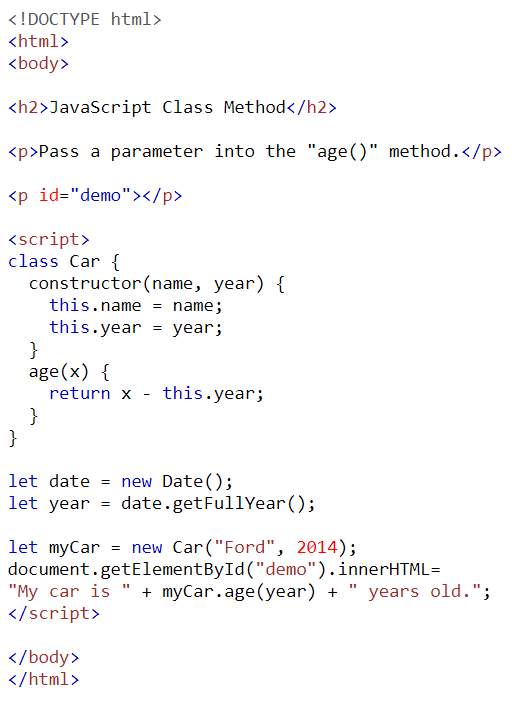 <!DOCTYPE html>
<html>
<body>

<h2>JavaScript Class Method</h2>

<p>Pass a parameter into the "age()" method.</p>

<p id="demo"></p>

<script>
class Car {
  constructor(name, year) {
    this.name = name;
    this.year = year;
  }
  age(x) {
    return x - this.year;
  }
}

let date = new Date();
let year = date.getFullYear();

let myCar = new Car("Ford", 2014);
document.getElementById("demo").innerHTML=
"My car is " + myCar.age(year) + " years old.";
</script>

</body>
</html>